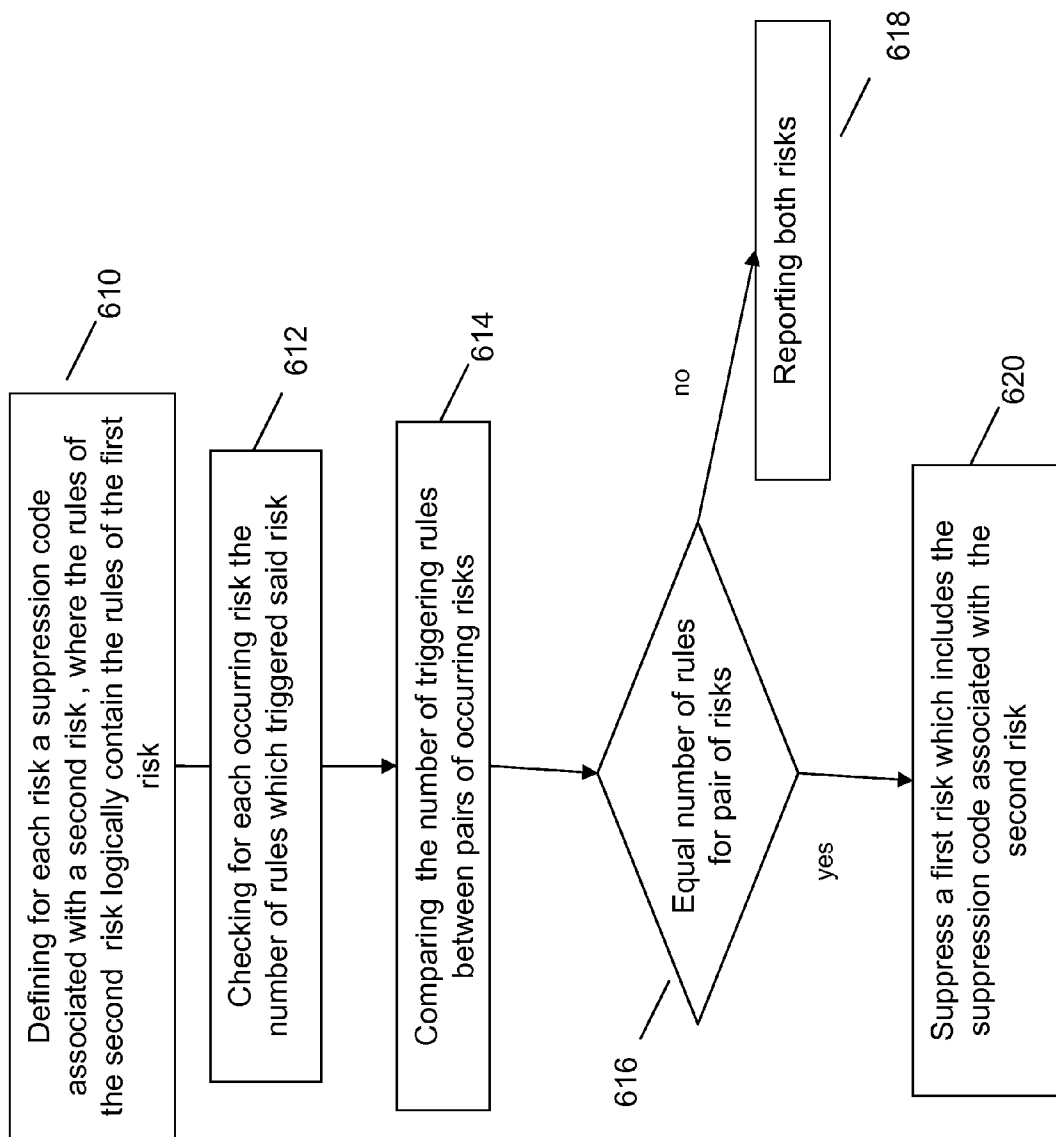 Defining for each risk a suppression code
associated with a second risk , where the rules of
the second risk logically contain the rules of the first
risk
610
Checking for each occurring risk the
number of rules which triggered said risk
612
Comparing the number of triggering rules
between pairs of occurring risks
614
Equal number of rules
for pair of risks
616
no
yes
Reporting both risks
618
Suppress a first risk which includes the
suppression code associated with the
second risk
620